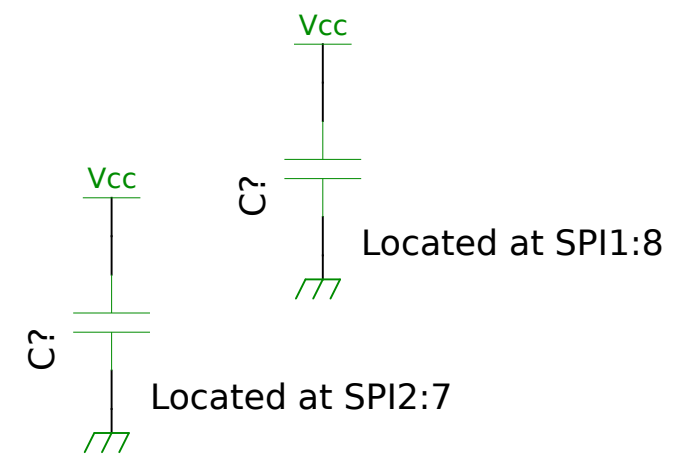 Vcc
C?
Located at SPI1:8
Vcc
C?
Located at SPI2:7